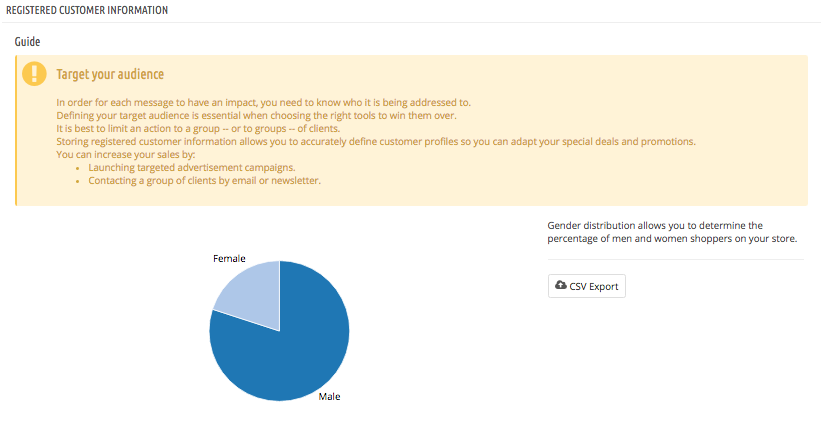 REGISTERED CUSTOMER INFORMATION
Guide
Target your audience
In order for each message to have an impact, you need to know who it is being addressed to.
Defining your target audience is essential when choosing the right tools to win them over.
It is best to limit an action to a group -- or to groups -- of clients.
Storing registered customer information allows you to accurately define customer profiles so you can adapt your special deals and promotions.
You can increase your sales by:
• Launching targeted advertisement campaigns.
• Contacting a group of clients by email or newsletter.
Gender distribution allows you to determine the
percentage of men and women shoppers on your store.
CSV Export
Female
Male